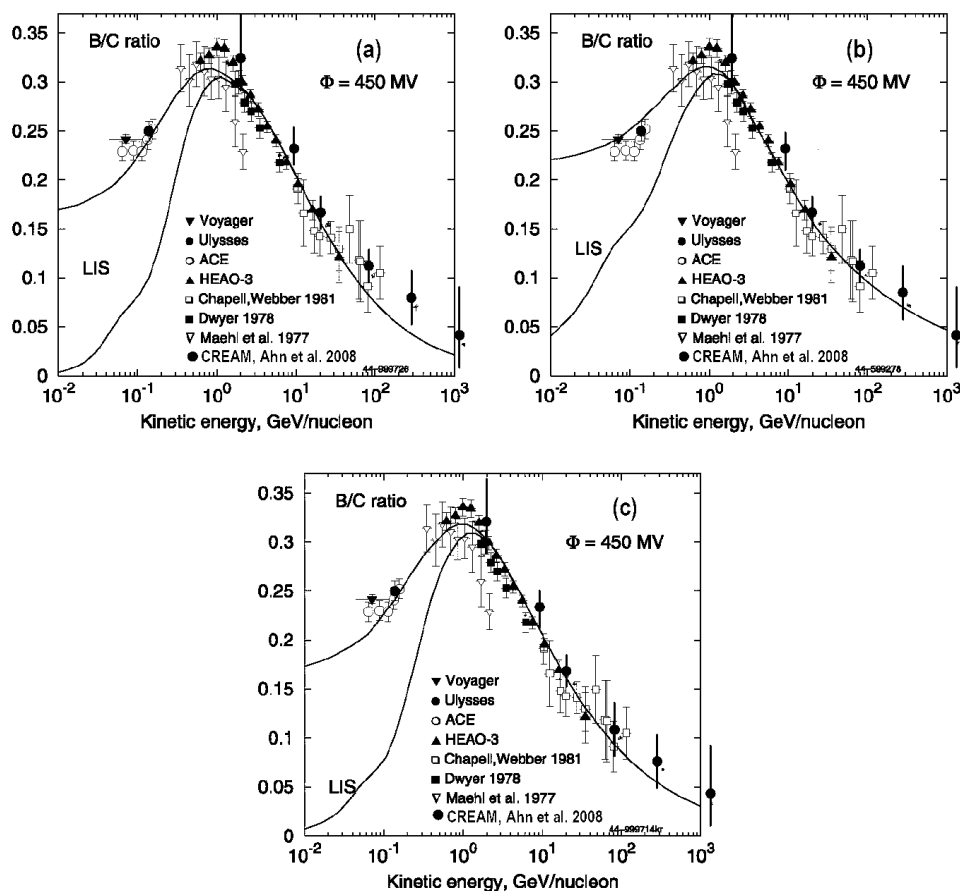 B/C ratio
(a)
Φ = 450 MV
0.35
0.3
0.25
0.2
0.15
0.1
0.05
0
LIS
Voyager
Ulysses
ACE
HEAO-3
Chapell,Webber 1981
Dwyer 1978
Maehl et al. 1977
CREAM, Ahn et al. 2008
44-999726
10-2 10-1 100 101 102 103
Kinetic energy, GeV/nucleon
B/C ratio
(b)
Φ = 450 MV
0.35
0.3
0.25
0.2
0.15
0.1
0.05
0
LIS
Voyager
Ulysses
ACE
HEAO-3
Chapell,Webber 1981
Dwyer 1978
Maehl et al. 1977
CREAM, Ahn et al. 2008
44-599278
10-2 10-1 100 101 102 103
Kinetic energy, GeV/nucleon
B/C ratio
(c)
Φ = 450 MV
0.35
0.3
0.25
0.2
0.15
0.1
0.05
0
LIS
Voyager
Ulysses
ACE
HEAO-3
Chapell,Webber 1981
Dwyer 1978
Maehl et al. 1977
CREAM, Ahn et al. 2008
44-999714kr
10-2 10-1 100 101 102 103
Kinetic energy, GeV/nucleon